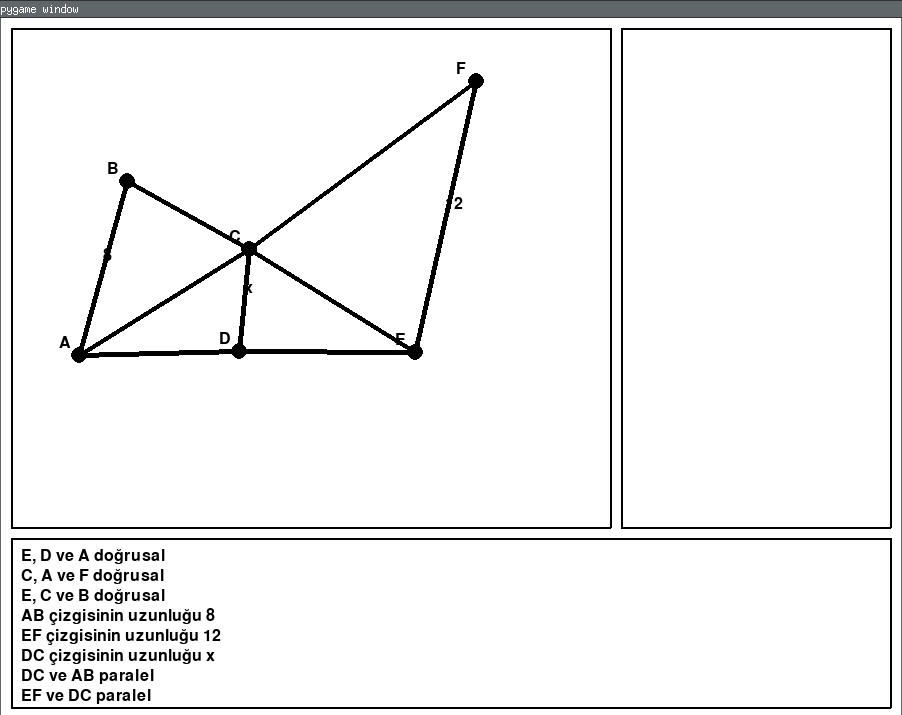 pygame window
F
B
2
C
8
x
D
E
A
E, D ve A doğrusal
C, A ve F doğrusal
E, C ve B doğrusal
AB çizgisinin uzunluğu 8
EF çizgisinin uzunluğu 12
DC çizgisinin uzunluğu x
DC ve AB paralel
EF ve DC paralel